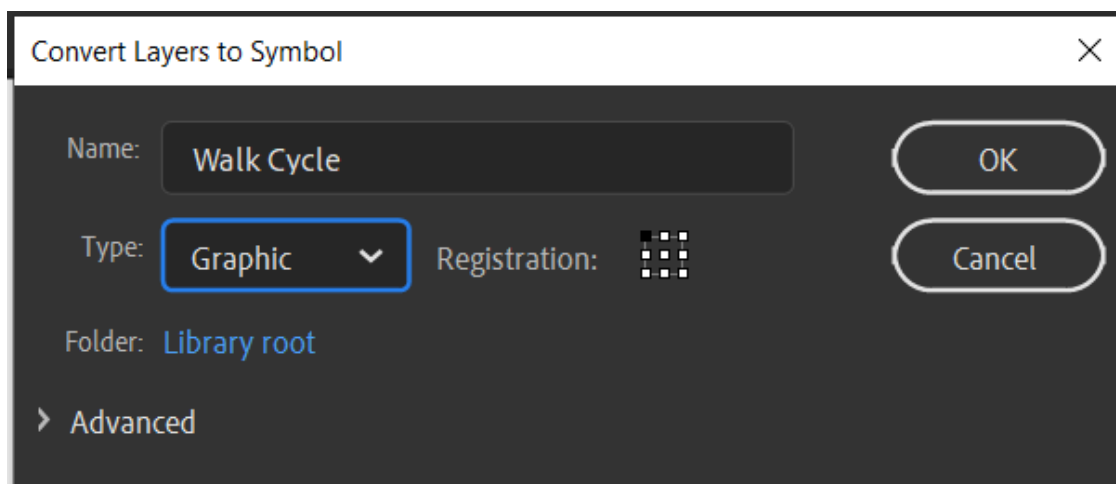 Convert Layers to Symbol
Name: Walk Cycle OK
Type: Graphic Registration: Cancel
Folder: Library root
Advanced